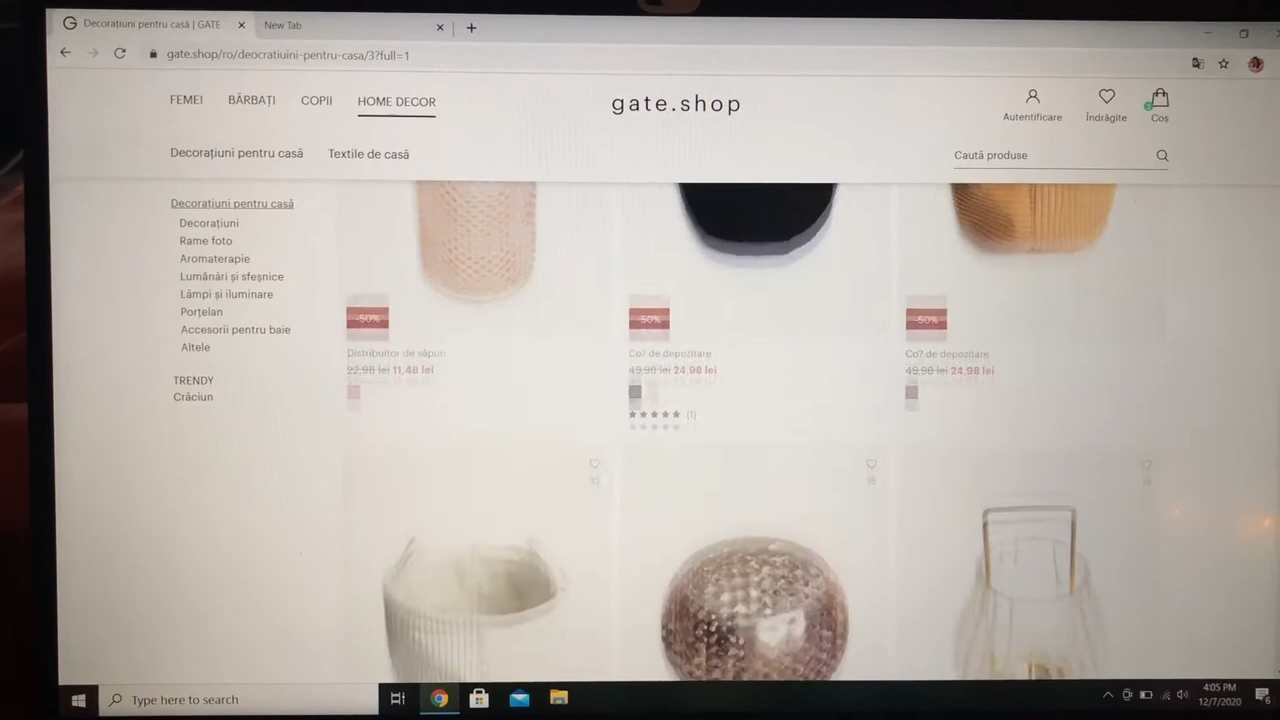 Decorațiuni pentru casă | GATE
New Tab
gate.shop/ro/deocratiuini-pentru-casa/3?full=1
FEMEI
BĂRBAȚI
COPII
HOME DECOR
gate.shop
Autentificare
Îndrăgite
Coș
Decorațiuni pentru casă
Textile de casă
Caută produse
Decorațiuni pentru casă
Decorațiuni
Rame foto
Aromaterapie
Lumânări și sfeșnice
Lămpi și iluminare
Porțelan
Accesorii pentru baie
Altele
TRENDY
Crăciun
-50%
-50%
-50%
Distribuitor de săpun
22,98 lei 11,48 lei
Co? de depozitare
49,98 lei 24,98 lei
(1)
Co? de depozitare
49,98 lei 24,98 lei
Type here to search
4:05 PM
12/7/2020